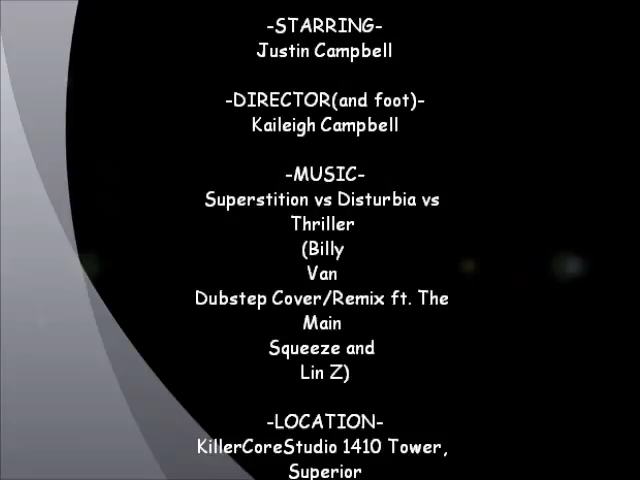 -STARRING-
Justin Campbell
-DIRECTOR(and foot)-
Kaileigh Campbell
-MUSIC-
Superstition vs Disturbia vs
Thriller
(Billy
Van
Dubstep Cover/Remix ft. The
Main
Squeeze and
Lin Z)
-LOCATION-
KillerCoreStudio 1410 Tower,
Superior